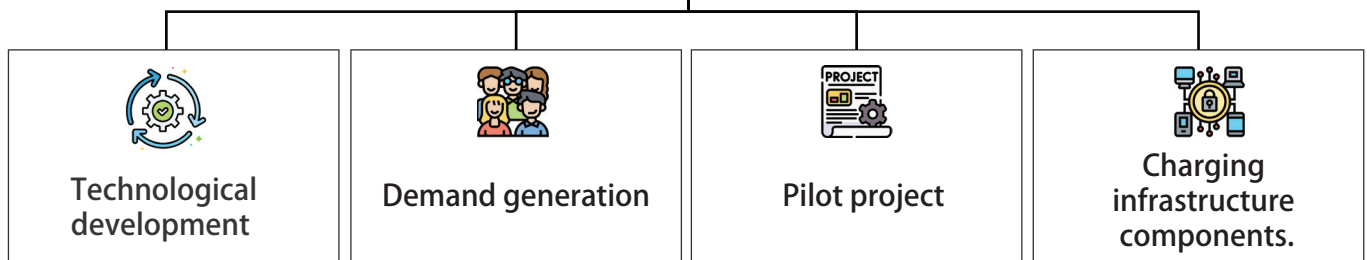 PROJECT
Technological
development
Demand generation
Pilot project
Charging
infrastructure
components.